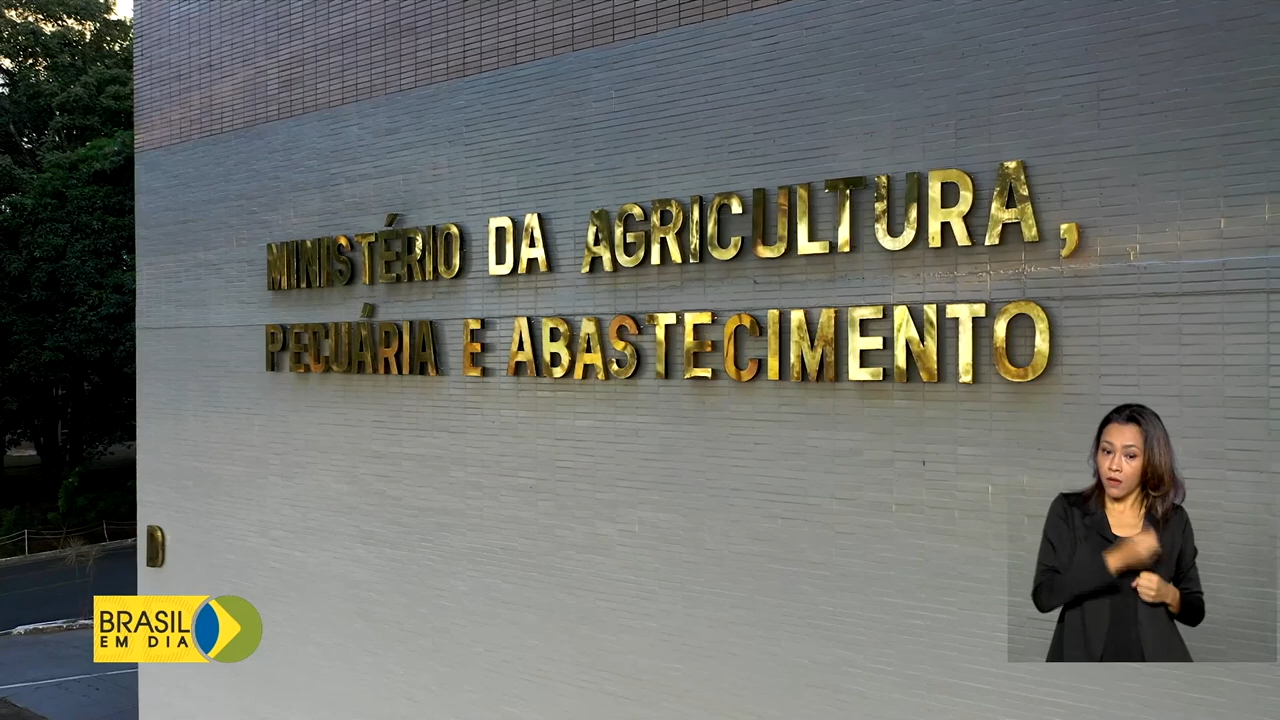 MINISTÉRIO DA AGRICULTURA,
PECUÁRIA E ABASTECIMENTO
BRASIL
EM DIA